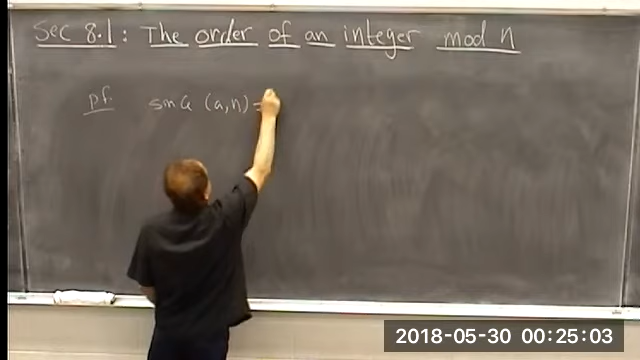 Sec 8.1: The order of an integer mod n
pf: since (a,n) =
2018-05-30 00:25:03